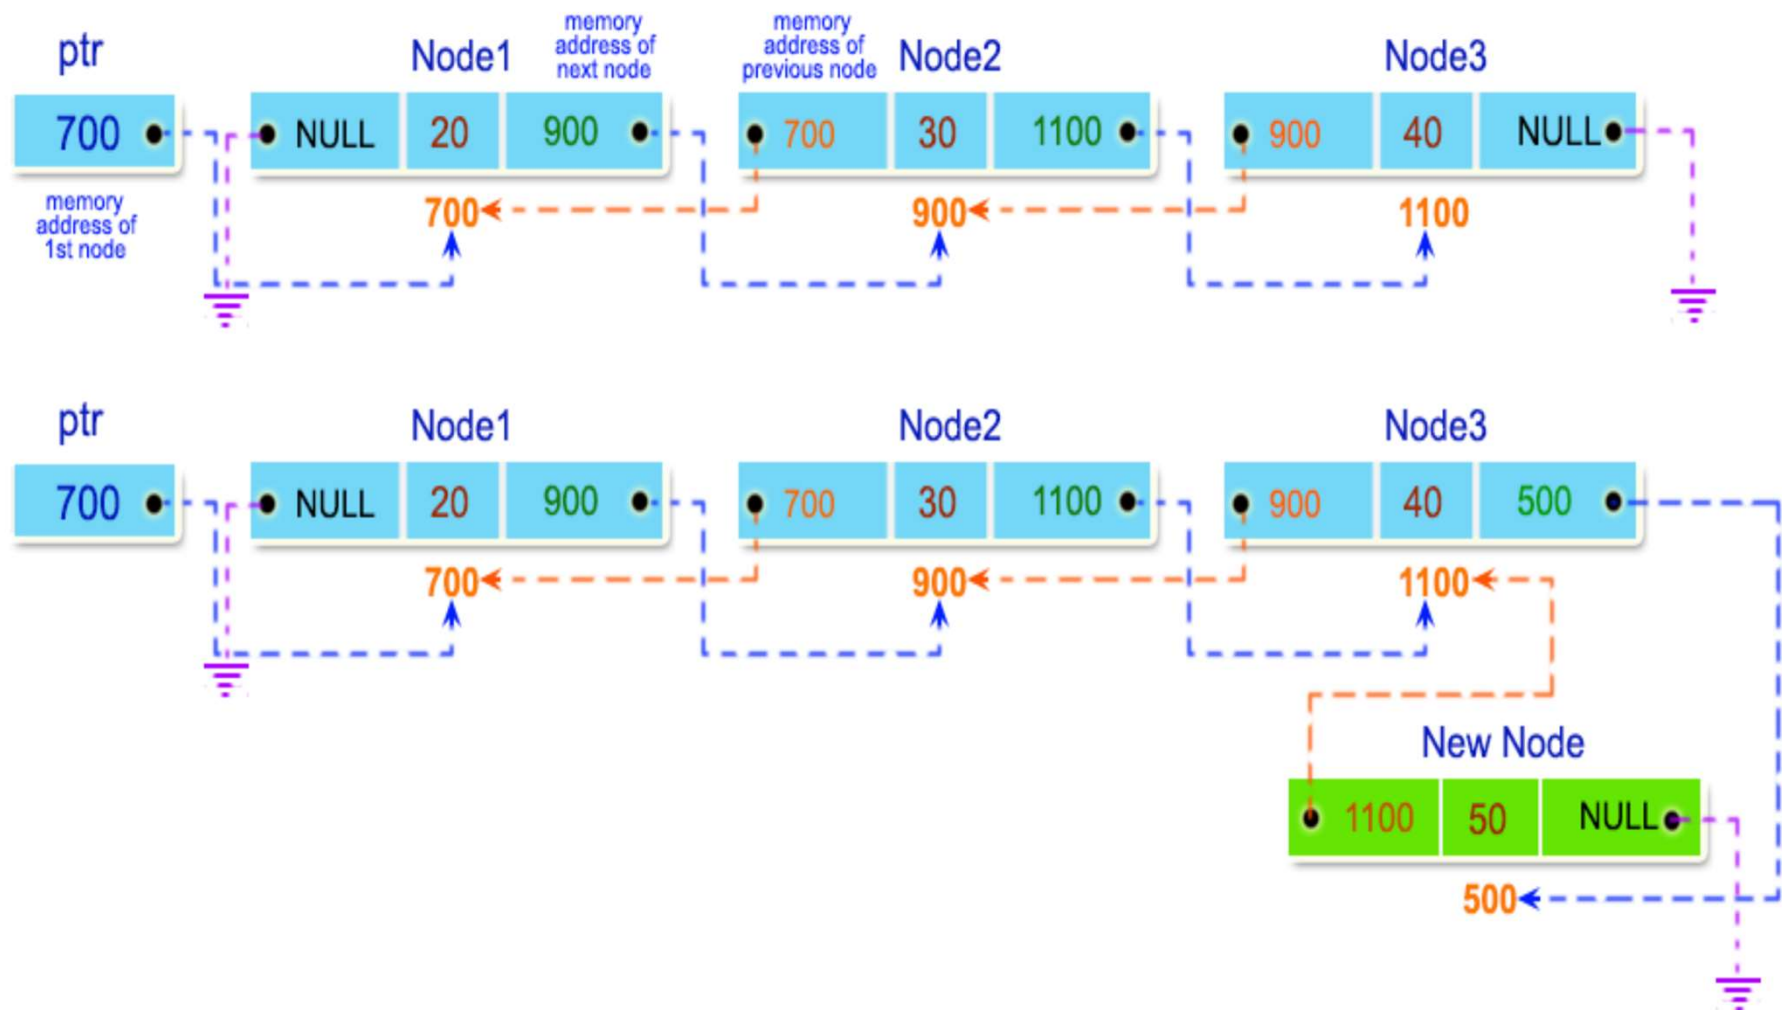 ptr
Node1
memory
address of
next node
memory
address of
previous node
Node2
Node3
700
NULL 20 900
700 30 1100
900 40 NULL
memory
address of
1st node
700
900
1100
ptr
Node1
Node2
Node3
700
NULL 20 900
700 30 1100
900 40 500
700
900
1100
New Node
1100 50 NULL
500